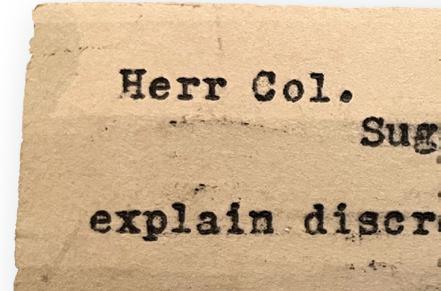 Herr Col.
Sug
explain discr